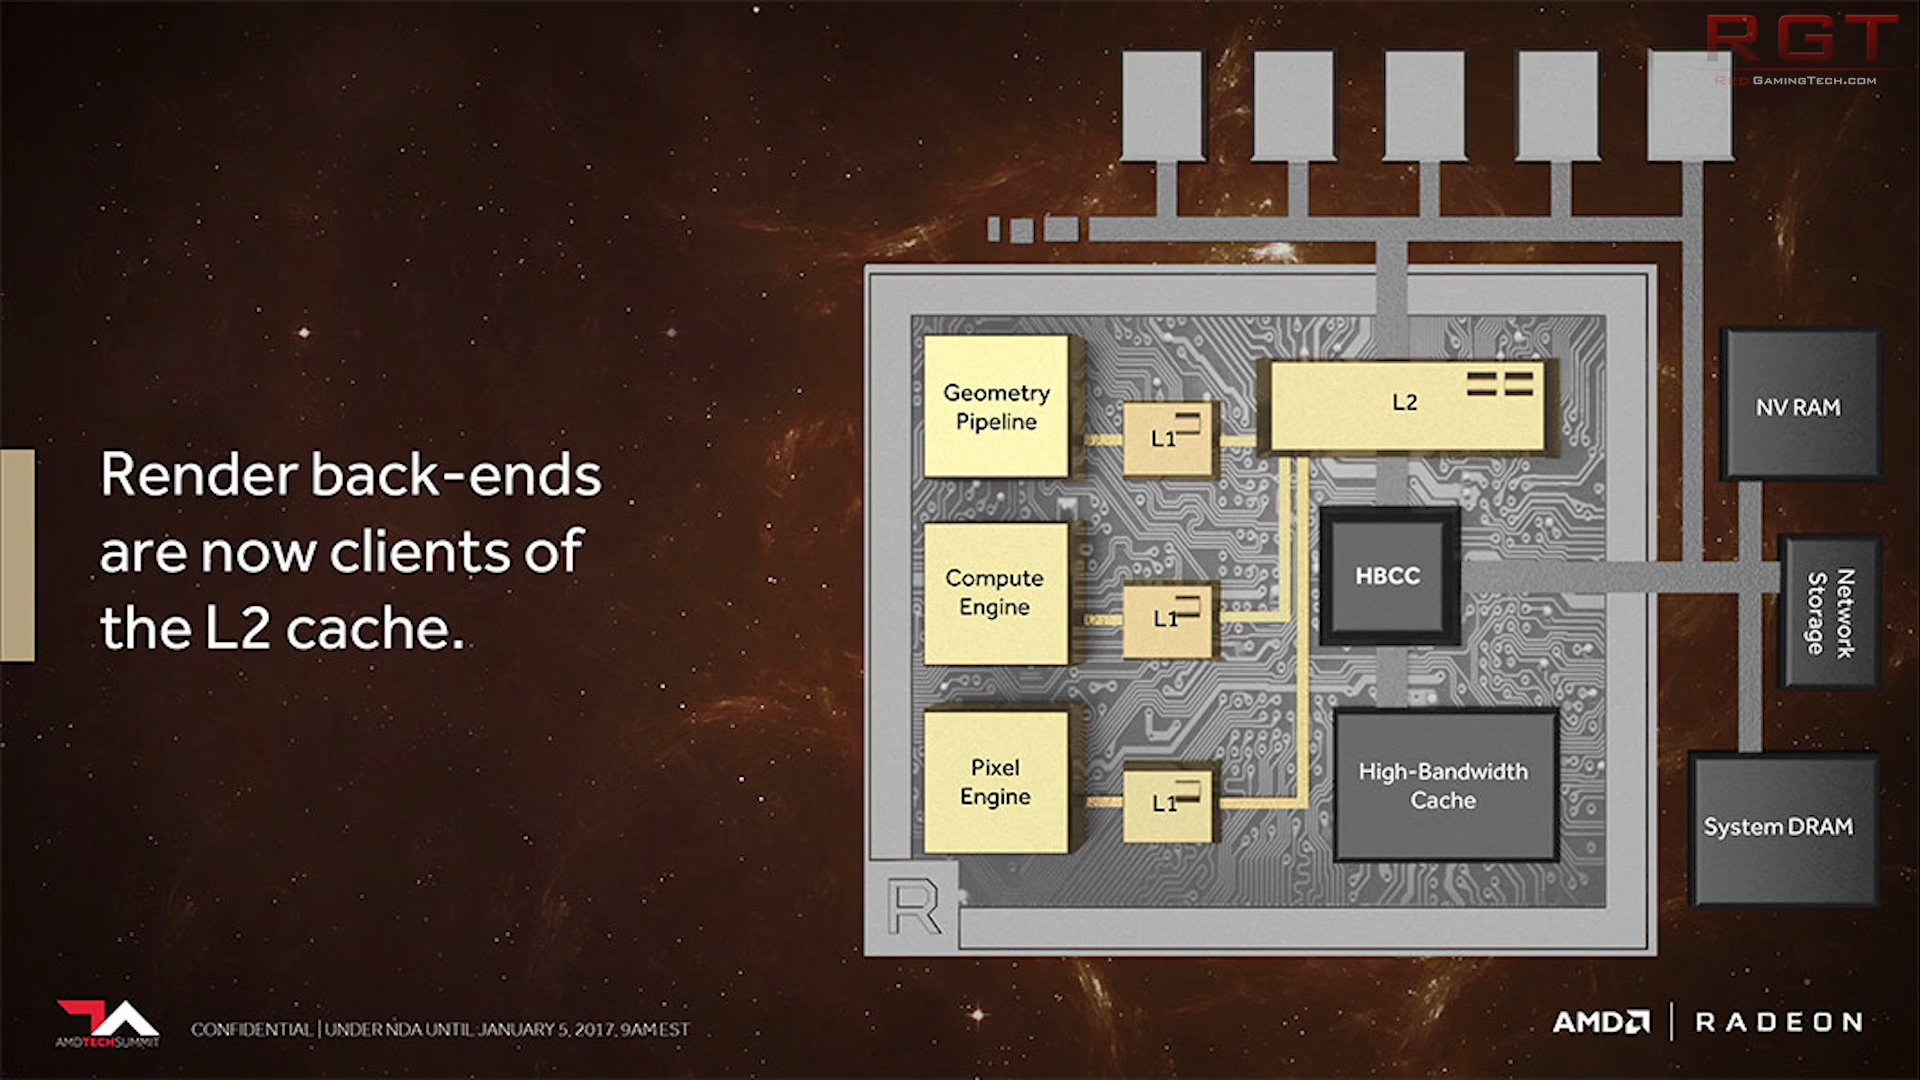 RGT
RedGamingTech.com
Render back-ends
are now clients of
the L2 cache.
Geometry
Pipeline
L1
L2
Compute
Engine
L1
HBCC
Pixel
Engine
L1
High-Bandwidth
Cache
NV RAM
Network
Storage
System DRAM
R
AMDTECHSUMMIT
CONFIDENTIAL | UNDER NDA UNTIL JANUARY 5, 2017, 9AM EST
AMD | RADEON